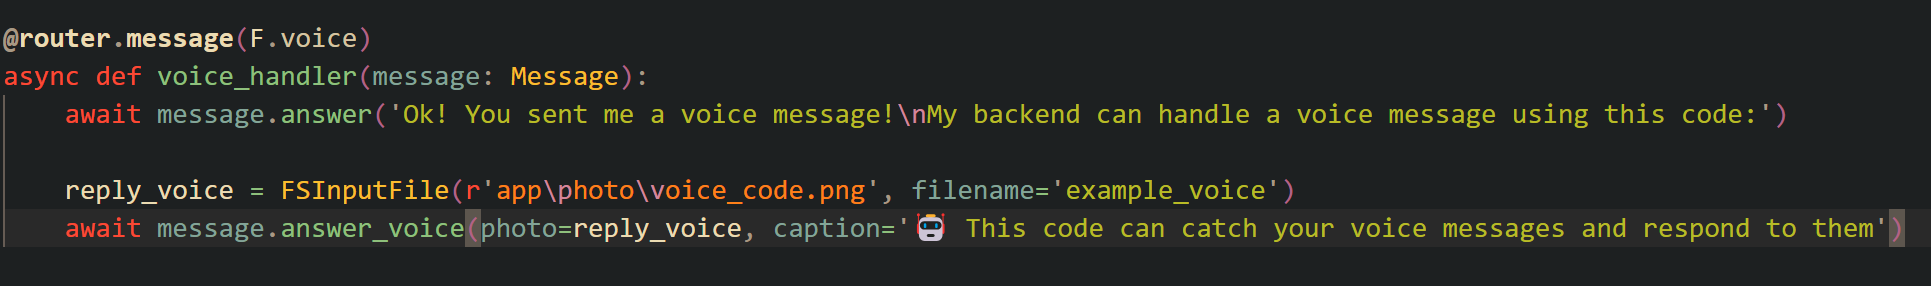 @router.message(F.voice)
async def voice_handler(message: Message):
    await message.answer('Ok! You sent me a voice message!\nMy backend can handle a voice message using this code:')

    reply_voice = FSInputFile(r'app\photo\voice_code.png', filename='example_voice')
    await message.answer_voice(photo=reply_voice, caption='🤖 This code can catch your voice messages and respond to them')